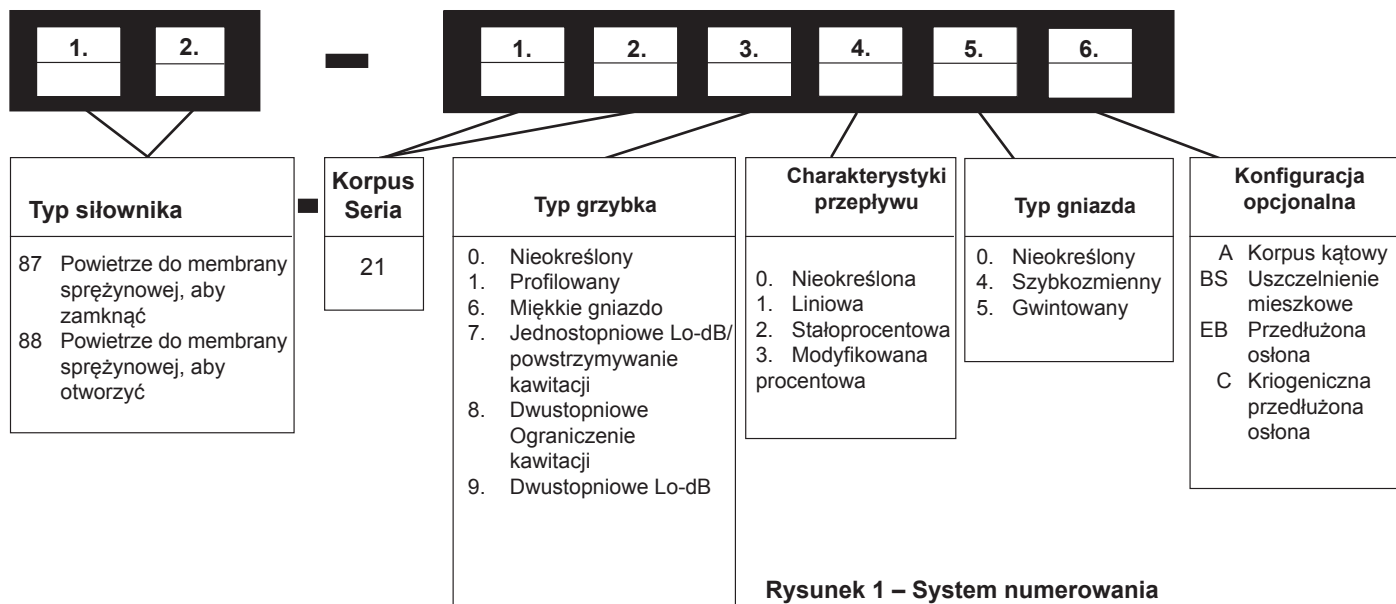 1. 2. 1. 2. 3. 4. 5. 6.
Typ siłownika
87 Powietrze do membrany
sprężynowej, aby
zamknąć
88 Powietrze do membrany
sprężynowej, aby
otworzyć
Korpus
Seria
21
Typ grzybka
0. Nieokreślony
1. Profilowany
6. Miękkie gniazdo
7. Jednostopniowe Lo-dB/
powstrzymywanie
kawitacji
8. Dwustopniowe
Ograniczenie
kawitacji
9. Dwustopniowe Lo-dB
Charakterystyki
przepływu
0. Nieokreślona
1. Liniowa
2. Stałoprocentowa
3. Modyfikowana
procentowa
Typ gniazda
0. Nieokreślony
4. Szybkozmienny
5. Gwintowany
Konfiguracja
opcjonalna
A Korpus kątowy
BS Uszczelnienie
mieszkowe
EB Przedłużona
osłona
C Kriogeniczna
przedłużona
osłona
Rysunek 1 – System numerowania